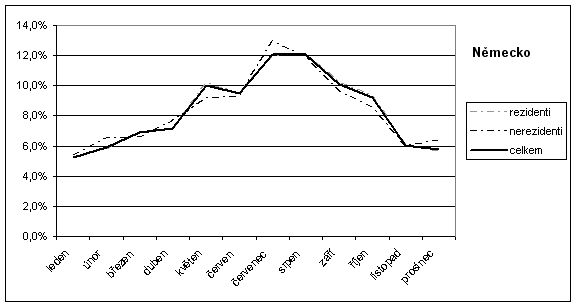 14,0%
12,0%
10,0%
8,0%
6,0%
4,0%
2,0%
0,0%
leden
únor
březen
duben
květen
červen
červenec
srpen
září
říjen
listopad
prosinec
Německo
rezidenti
nerezidenti
celkem